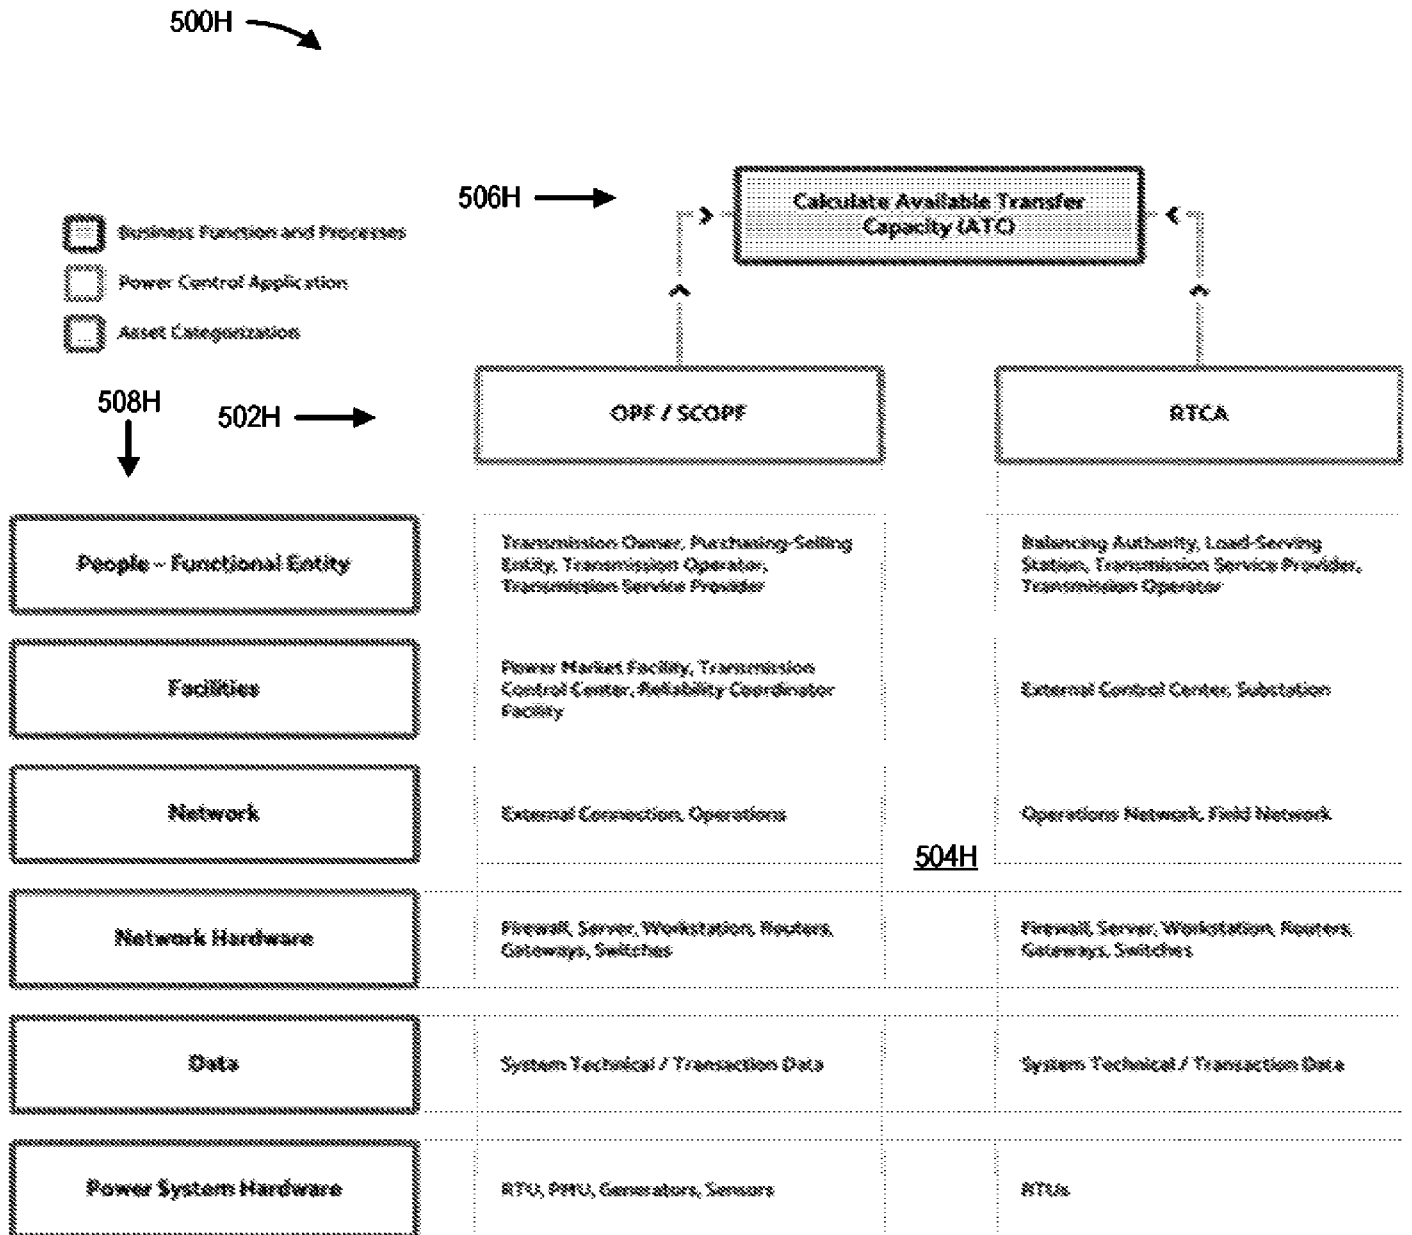 500H
506H
Calculate Available Transfer
Capacity (ATC)
Business Function and Processes
Power Control Application
Asset Categorization
508H
502H
OPF / SCOPF
RTCA
People – Functional Entity
Transmission Owner, Purchasing-Selling
Entity, Transmission Operator,
Transmission Service Provider
Balancing Authority, Load-Serving
Station, Transmission Service Provider,
Transmission Operator
Facilities
Power Market Facility, Transmission
Control Center, Reliability Coordinator
Facility
External Control Center, Substation
Network
External Connection, Operations
Operations Network, Field Network
504H
Network Hardware
Firewall, Server, Workstation, Routers,
Gateways, Switches
Firewall, Server, Workstation, Routers,
Gateways, Switches
Data
System Technical / Transaction Data
System Technical / Transaction Data
Power System Hardware
RTU, PMU, Generators, Sensors
RTUs